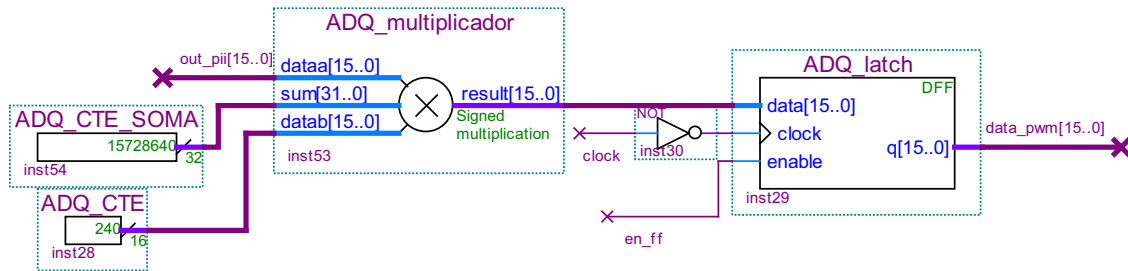 ADQ_multiplicador
out_pii[15..0]
dataa[15..0]
sum[31..0]
datab[15..0]
result[15..0]
Signed
multiplication
inst53
ADQ_CTE_SOMA
15728640
32
inst54
ADQ_CTE
240
16
inst28
NOT
clock
inst30
en_ff
ADQ_latch
DFF
data[15..0]
clock
enable
q[15..0]
inst29
data_pwm[15..0]